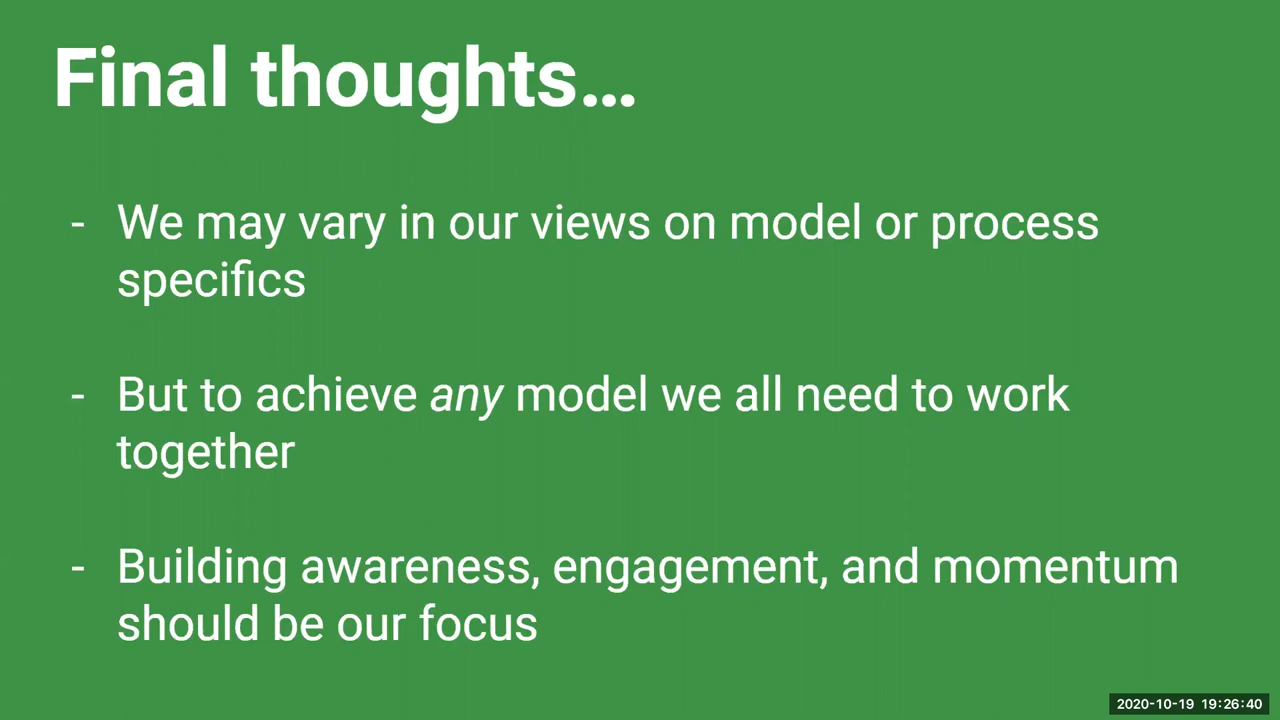 Final thoughts...
- We may vary in our views on model or process
specifics
- But to achieve any model we all need to work
together
- Building awareness, engagement, and momentum
should be our focus
2020-10-19 19:26:40